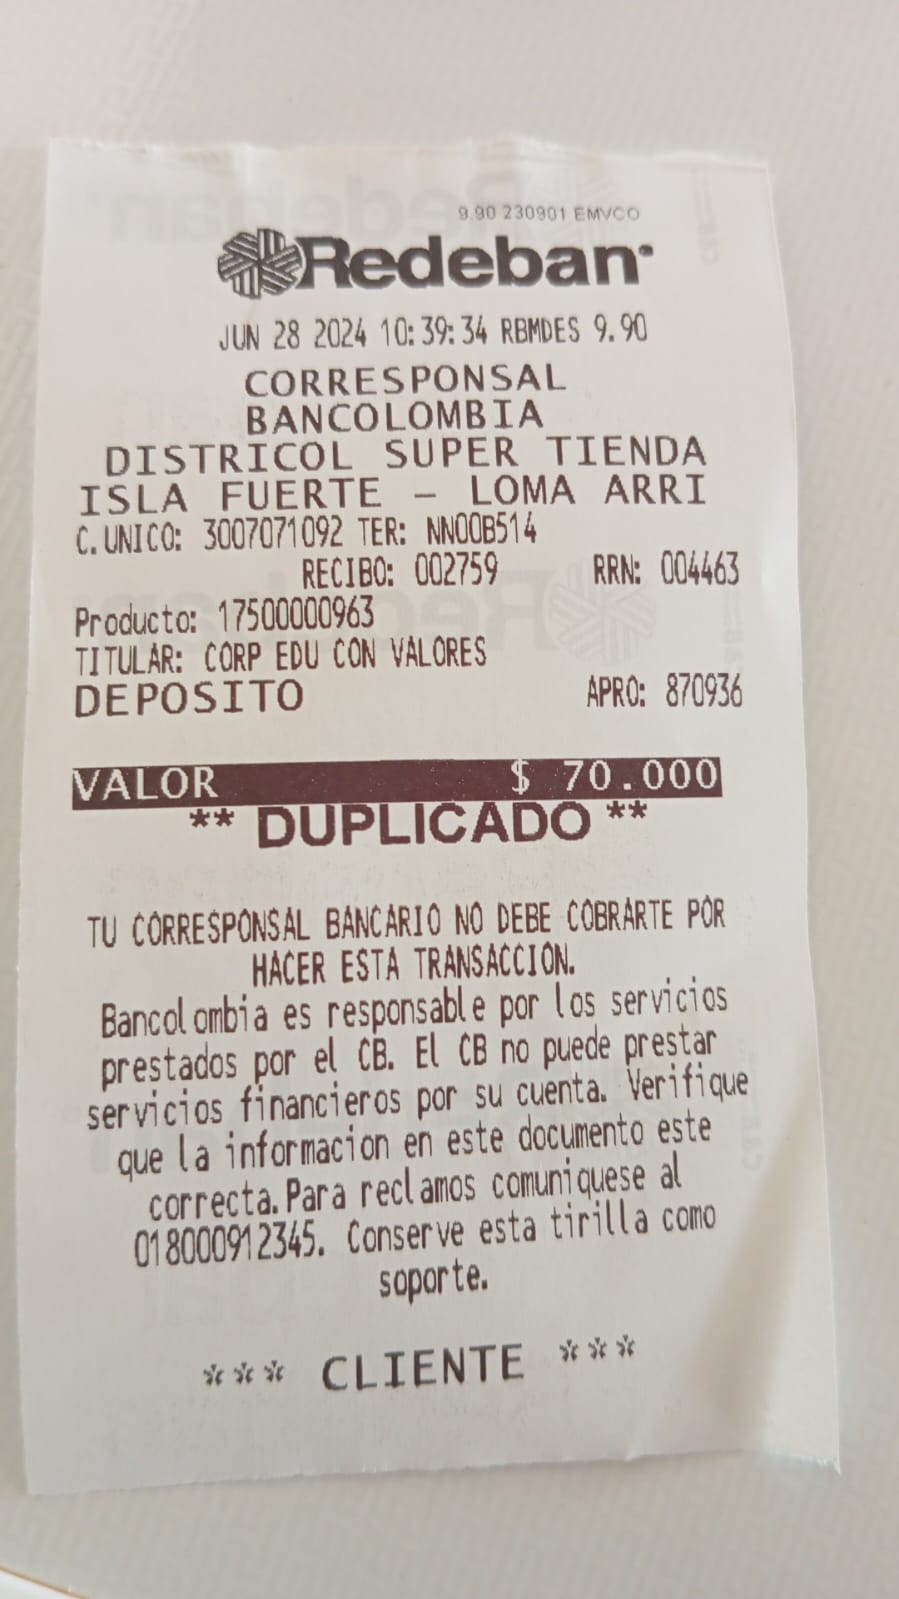 9.90 230901 EMVCO
Redeban
JUN 28 2024 10:39:34 RBMDES 9.90
CORRESPONSAL
BANCOLOMBIA
DISTRICOL SUPER TIENDA
ISLA FUERTE - LOMA ARRI
C.UNICO: 3007071092 TER: NN00B514
RECIBO: 002759 RRN: 004463
Producto: 17500000963
TITULAR: CORP EDU CON VALORES
DEPOSITO APRO: 870936
VALOR $ 70.000
** DUPLICADO **
TU CORRESPONSAL BANCARIO NO DEBE COBRARTE POR
HACER ESTA TRANSACCION.
Bancolombia es responsable por los servicios
prestados por el CB. El CB no puede prestar
servicios financieros por su cuenta. Verifique
que la informacion en este documento este
correcta.Para reclamos comuniquese al
018000912345. Conserve esta tirilla como
soporte.
*** CLIENTE ***